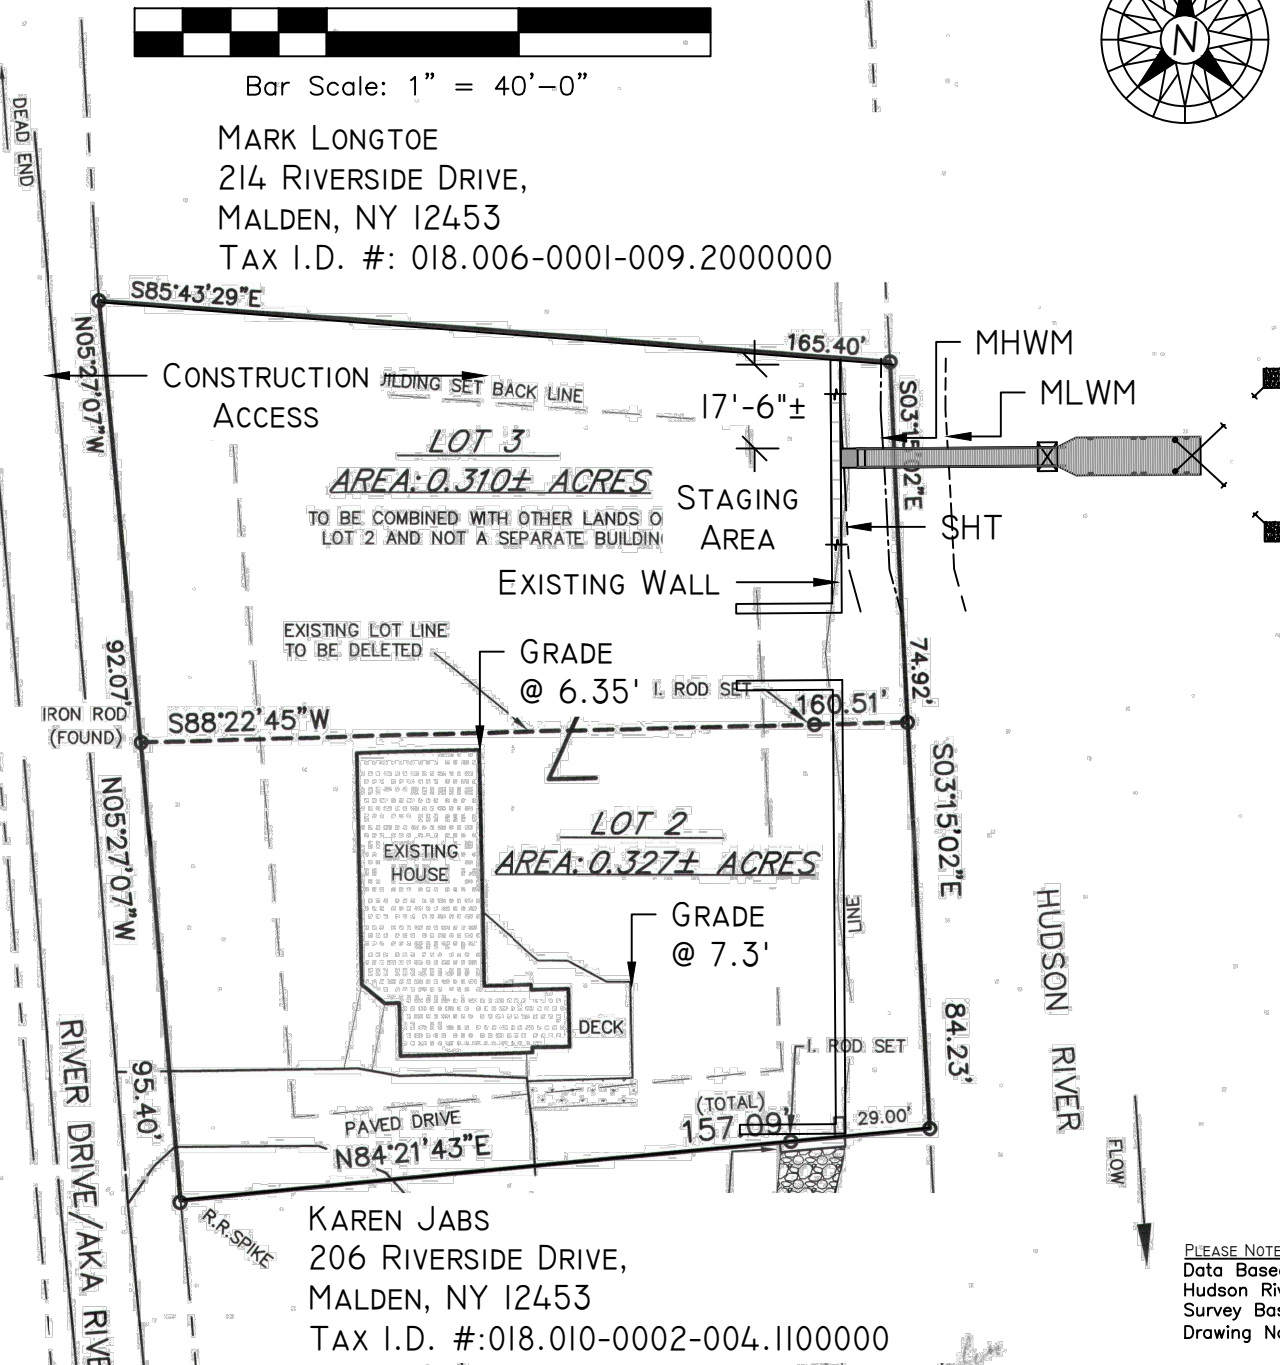 N
Bar Scale: 1" = 40'-0"
DEAD END
MARK LONGTOE
214 RIVERSIDE DRIVE,
MALDEN, NY 12453
TAX I.D. #: 018.006-0001-009.2000000
S85°43'29"E
165.40'
N05°27'07"W
CONSTRUCTION
ACCESS
SET BACK LINE
MHWM
MLWM
17'-6"±
S03°15'02"E
LOT 3
AREA: 0.310± ACRES
TO BE COMBINED WITH OTHER LANDS O
LOT 2 AND NOT A SEPARATE BUILDIN
STAGING
AREA
SHT
EXISTING WALL
EXISTING LOT LINE
TO BE DELETED
GRADE
@ 6.35'
I. ROD SET
92.07'
74.92'
IRON ROD
(FOUND)
S88°22'45"W
160.51'
N05°27'07"W
S03°15'02"E
LOT 2
AREA: 0.327± ACRES
EXISTING
HOUSE
LINE
GRADE
@ 7.3'
HUDSON RIVER
DECK
I. ROD SET
84.23'
95.40'
RIVER DRIVE/AKA RIVE
PAVED DRIVE
(TOTAL)
157.09'
29.00'
N84°21'43"E
FLOW
R.R.SPIKE
KAREN JABS
206 RIVERSIDE DRIVE,
MALDEN, NY 12453
TAX I.D. #:018.010-0002-004.1100000
PLEASE NOTE
Data Base
Hudson Riv
Survey Bas
Drawing No